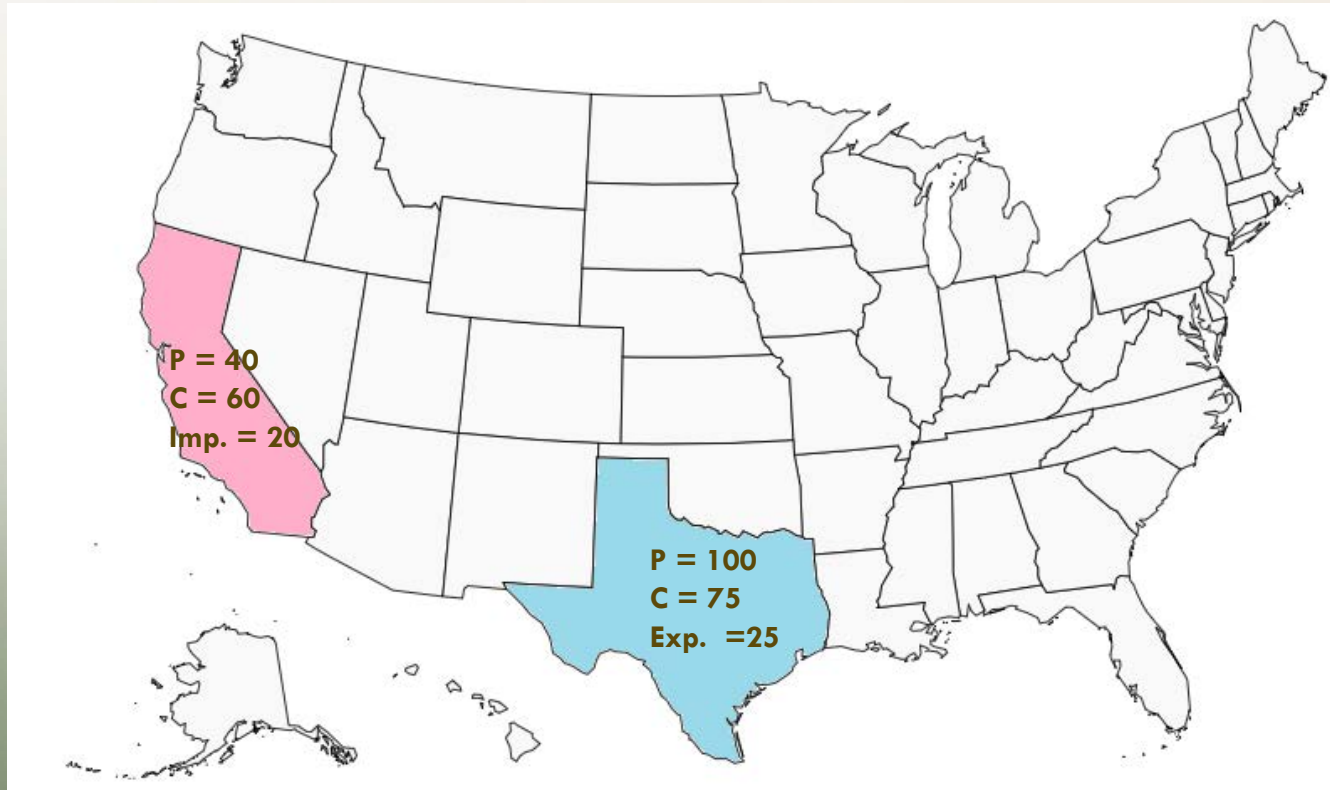 P = 40
C = 60
Imp. = 20
P = 100
C = 75
Exp.  =25